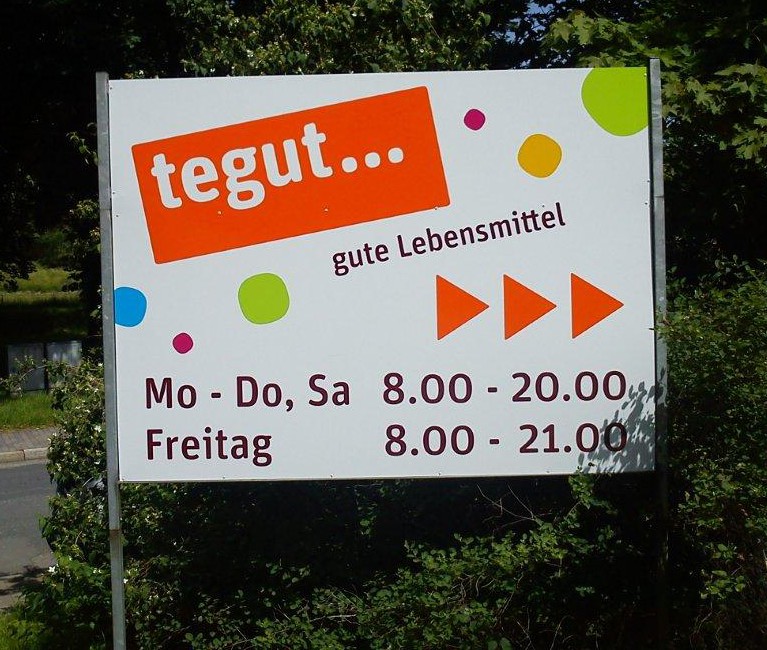 tegut...
gute Lebensmittel
Mo - Do, Sa 8.00 - 20.00
Freitag 8.00 - 21.00